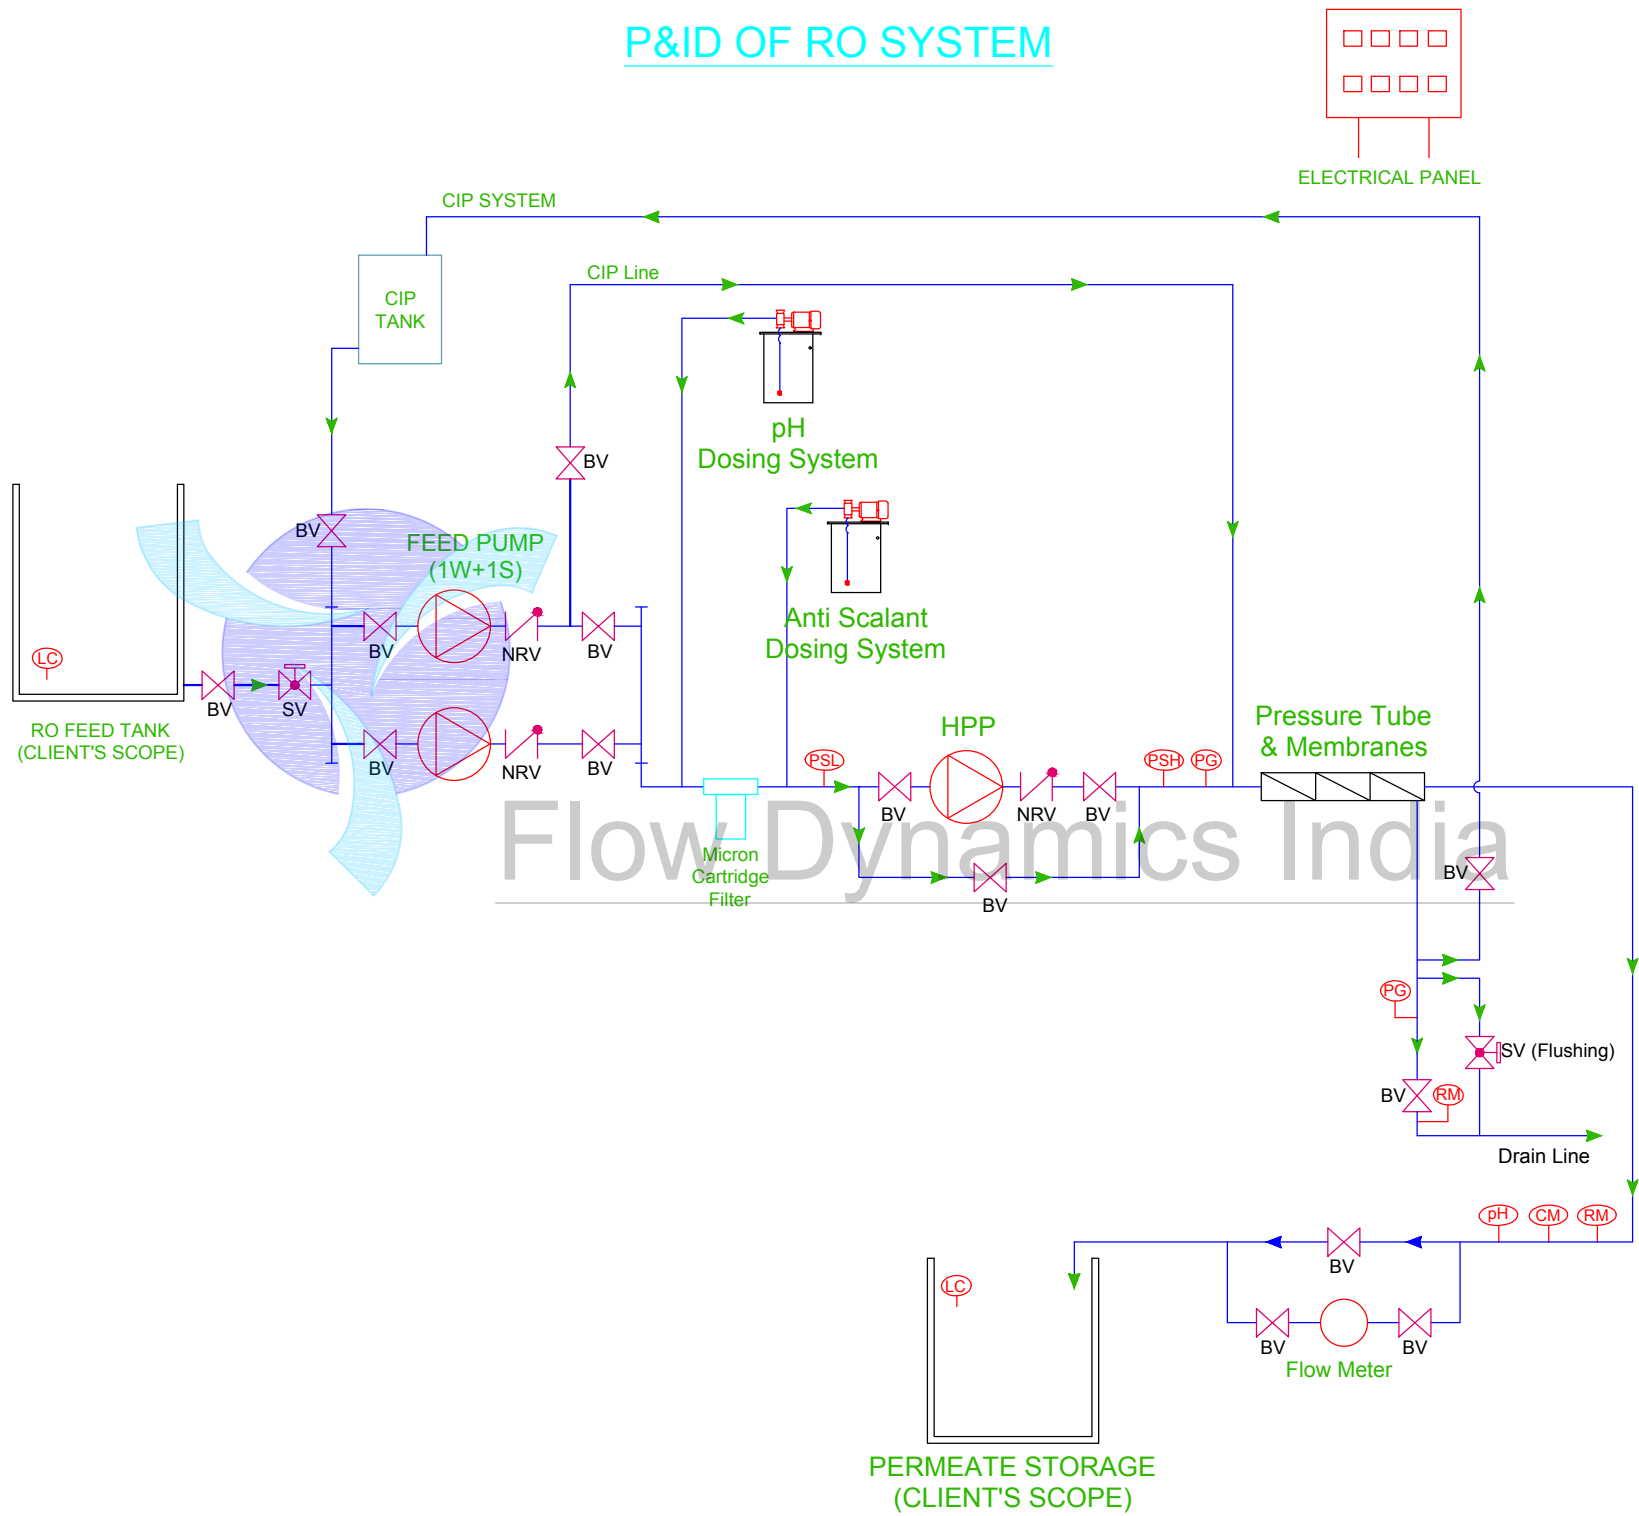 P&ID OF RO SYSTEM
ELECTRICAL PANEL
CIP SYSTEM
CIP Line
CIP
TANK
pH
Dosing System
BV
BV
FEED PUMP
(1W+1S)
Anti Scalant
Dosing System
BV
NRV
BV
LC
BV
SV
RO FEED TANK
(CLIENT'S SCOPE)
BV
NRV
BV
HPP
Pressure Tube
& Membranes
PSL
PSH
PG
BV
NRV
BV
Flow Dynamics India
Micron
Cartridge
Filter
BV
BV
PG
SV (Flushing)
BV
RM
Drain Line
pH
CM
RM
BV
LC
BV
BV
Flow Meter
PERMEATE STORAGE
(CLIENT'S SCOPE)